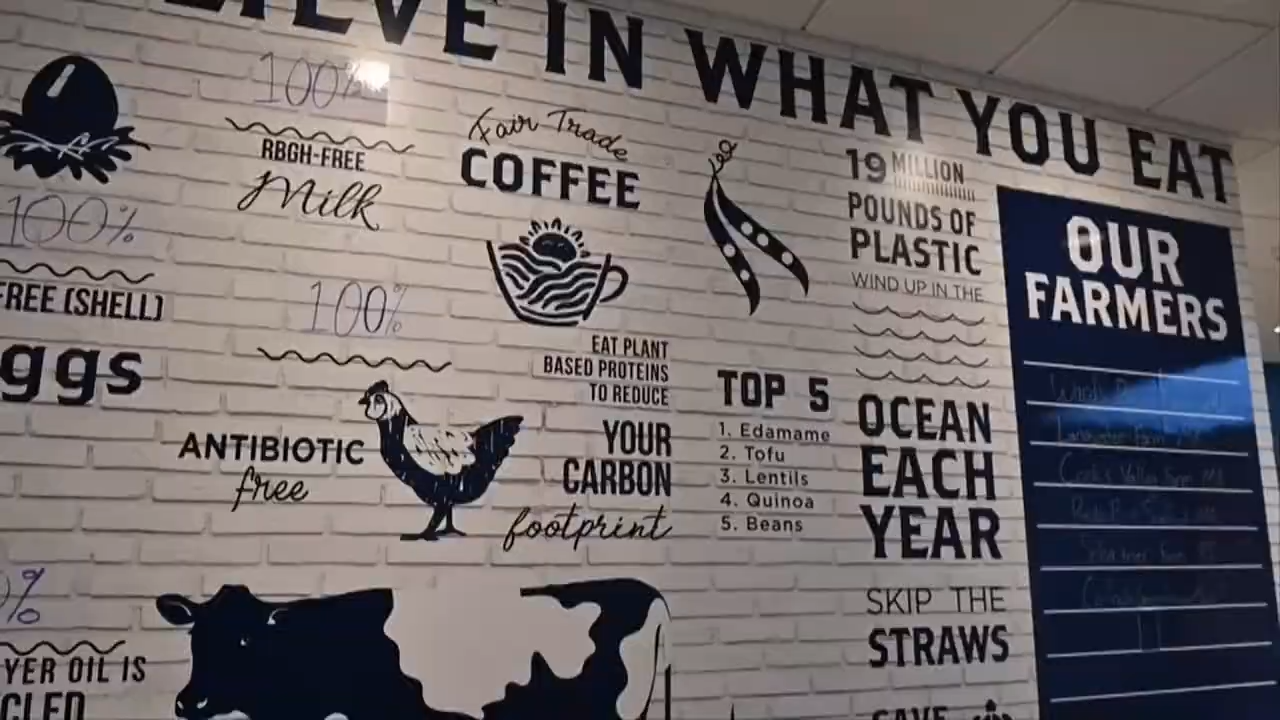 IEVE IN WHAT YOU EAT
100%
RBGH-FREE
Milk
100%
FREE (SHELL)
ggs
Fair Trade
COFFEE
100%
ANTIBIOTIC
free
EAT PLANT
BASED PROTEINS
TO REDUCE
YOUR
CARBON
footprint
TOP 5
1. Edamame
2. Tofu
3. Lentils
4. Quinoa
5. Beans
19 MILLION
POUNDS OF
PLASTIC
WIND UP IN THE
OCEAN
EACH
YEAR
SKIP THE
STRAWS
SAVE
OUR
FARMERS
%
YER OIL IS
CLED